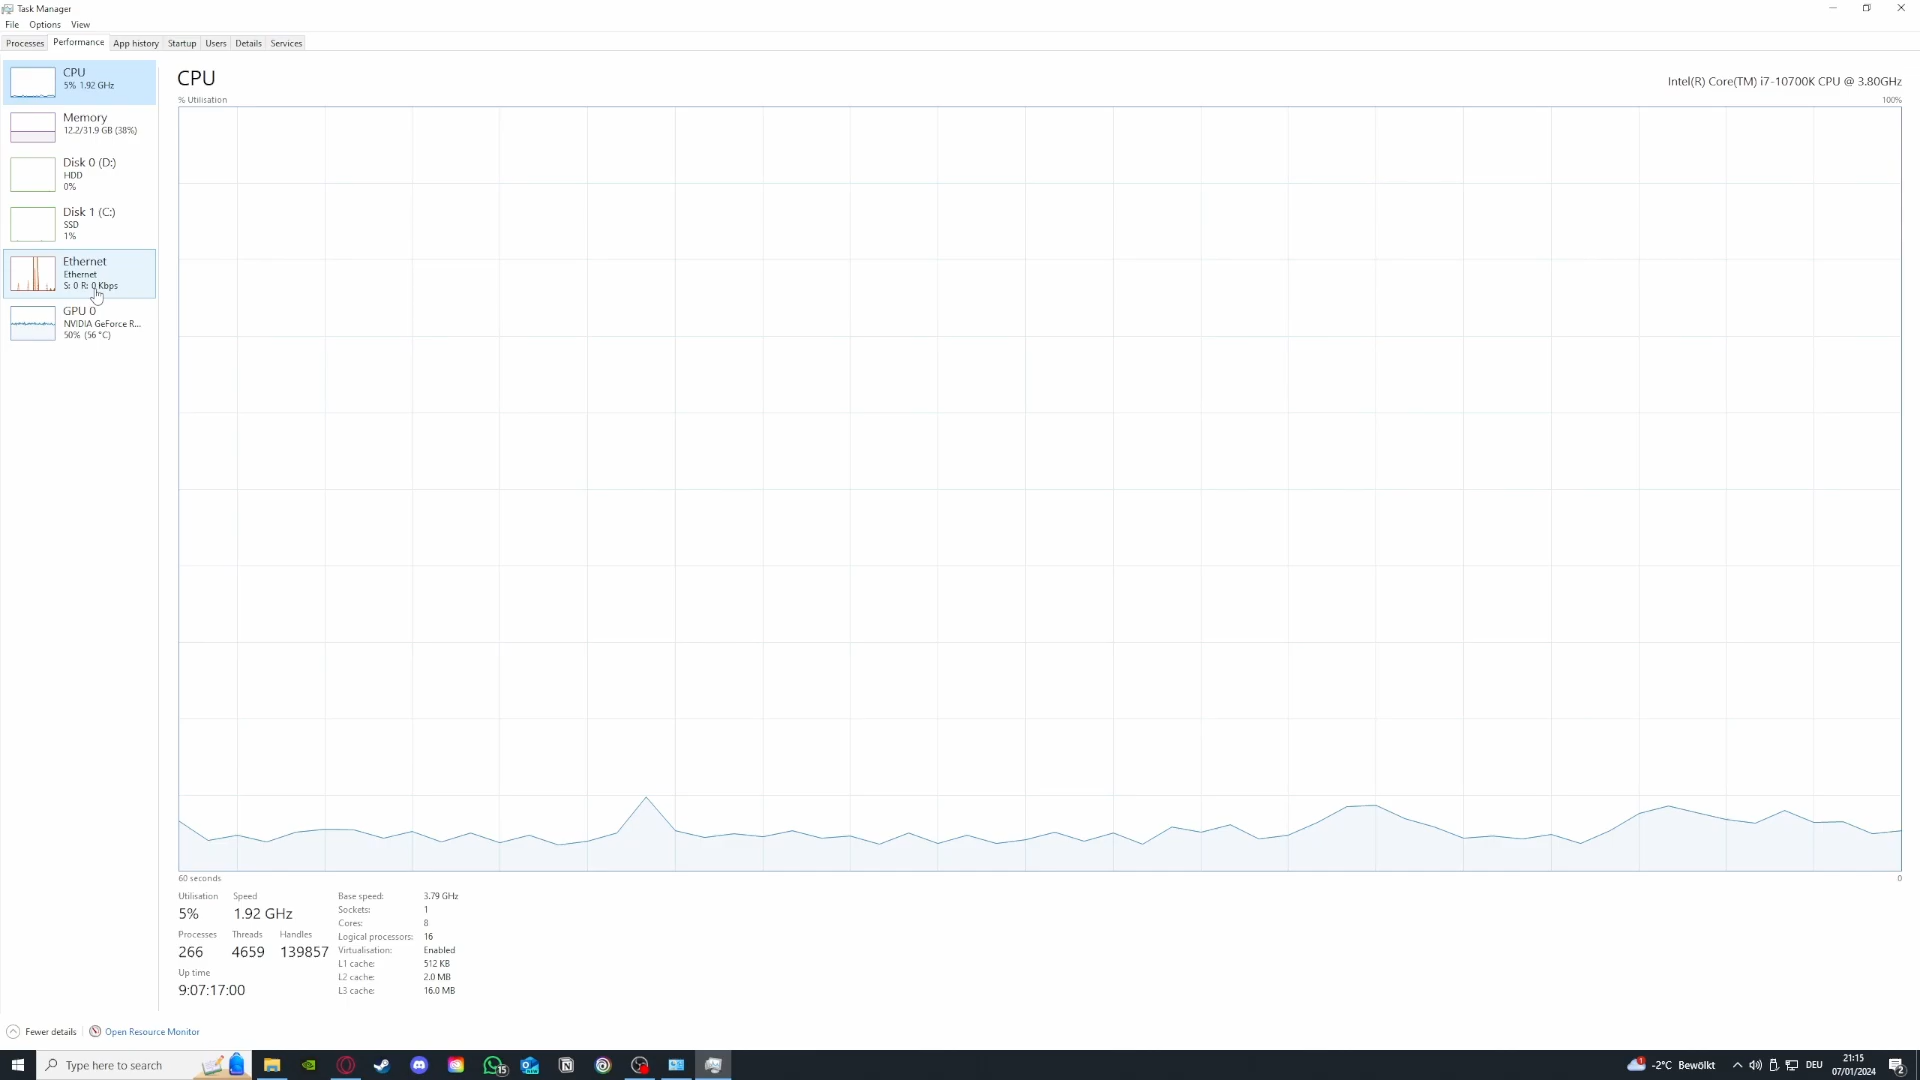 Task Manager
File Options View
Processes Performance App history Startup Users Details Services
CPU
5% 1.92 GHz
Memory
12.2/31.9 GB (38%)
Disk 0 (D:)
HDD
0%
Disk 1 (C:)
SSD
1%
Ethernet
Ethernet
S: 0 R: 0 Kbps
GPU 0
NVIDIA GeForce R...
50% (56 °C)
CPU
Intel(R) Core(TM) i7-10700K CPU @ 3.80GHz
% Utilisation
100%
60 seconds
0
Utilisation Speed
5% 1.92 GHz
Processes Threads Handles
266 4659 139857
Up time
9:07:17:00
Base speed: 3.79 GHz
Sockets: 1
Cores: 8
Logical processors: 16
Virtualisation: Enabled
L1 cache: 512 KB
L2 cache: 2.0 MB
L3 cache: 16.0 MB
Fewer details Open Resource Monitor
Type here to search
15
1
-2°C Bewölkt
DEU
21:15
07/01/2024
2